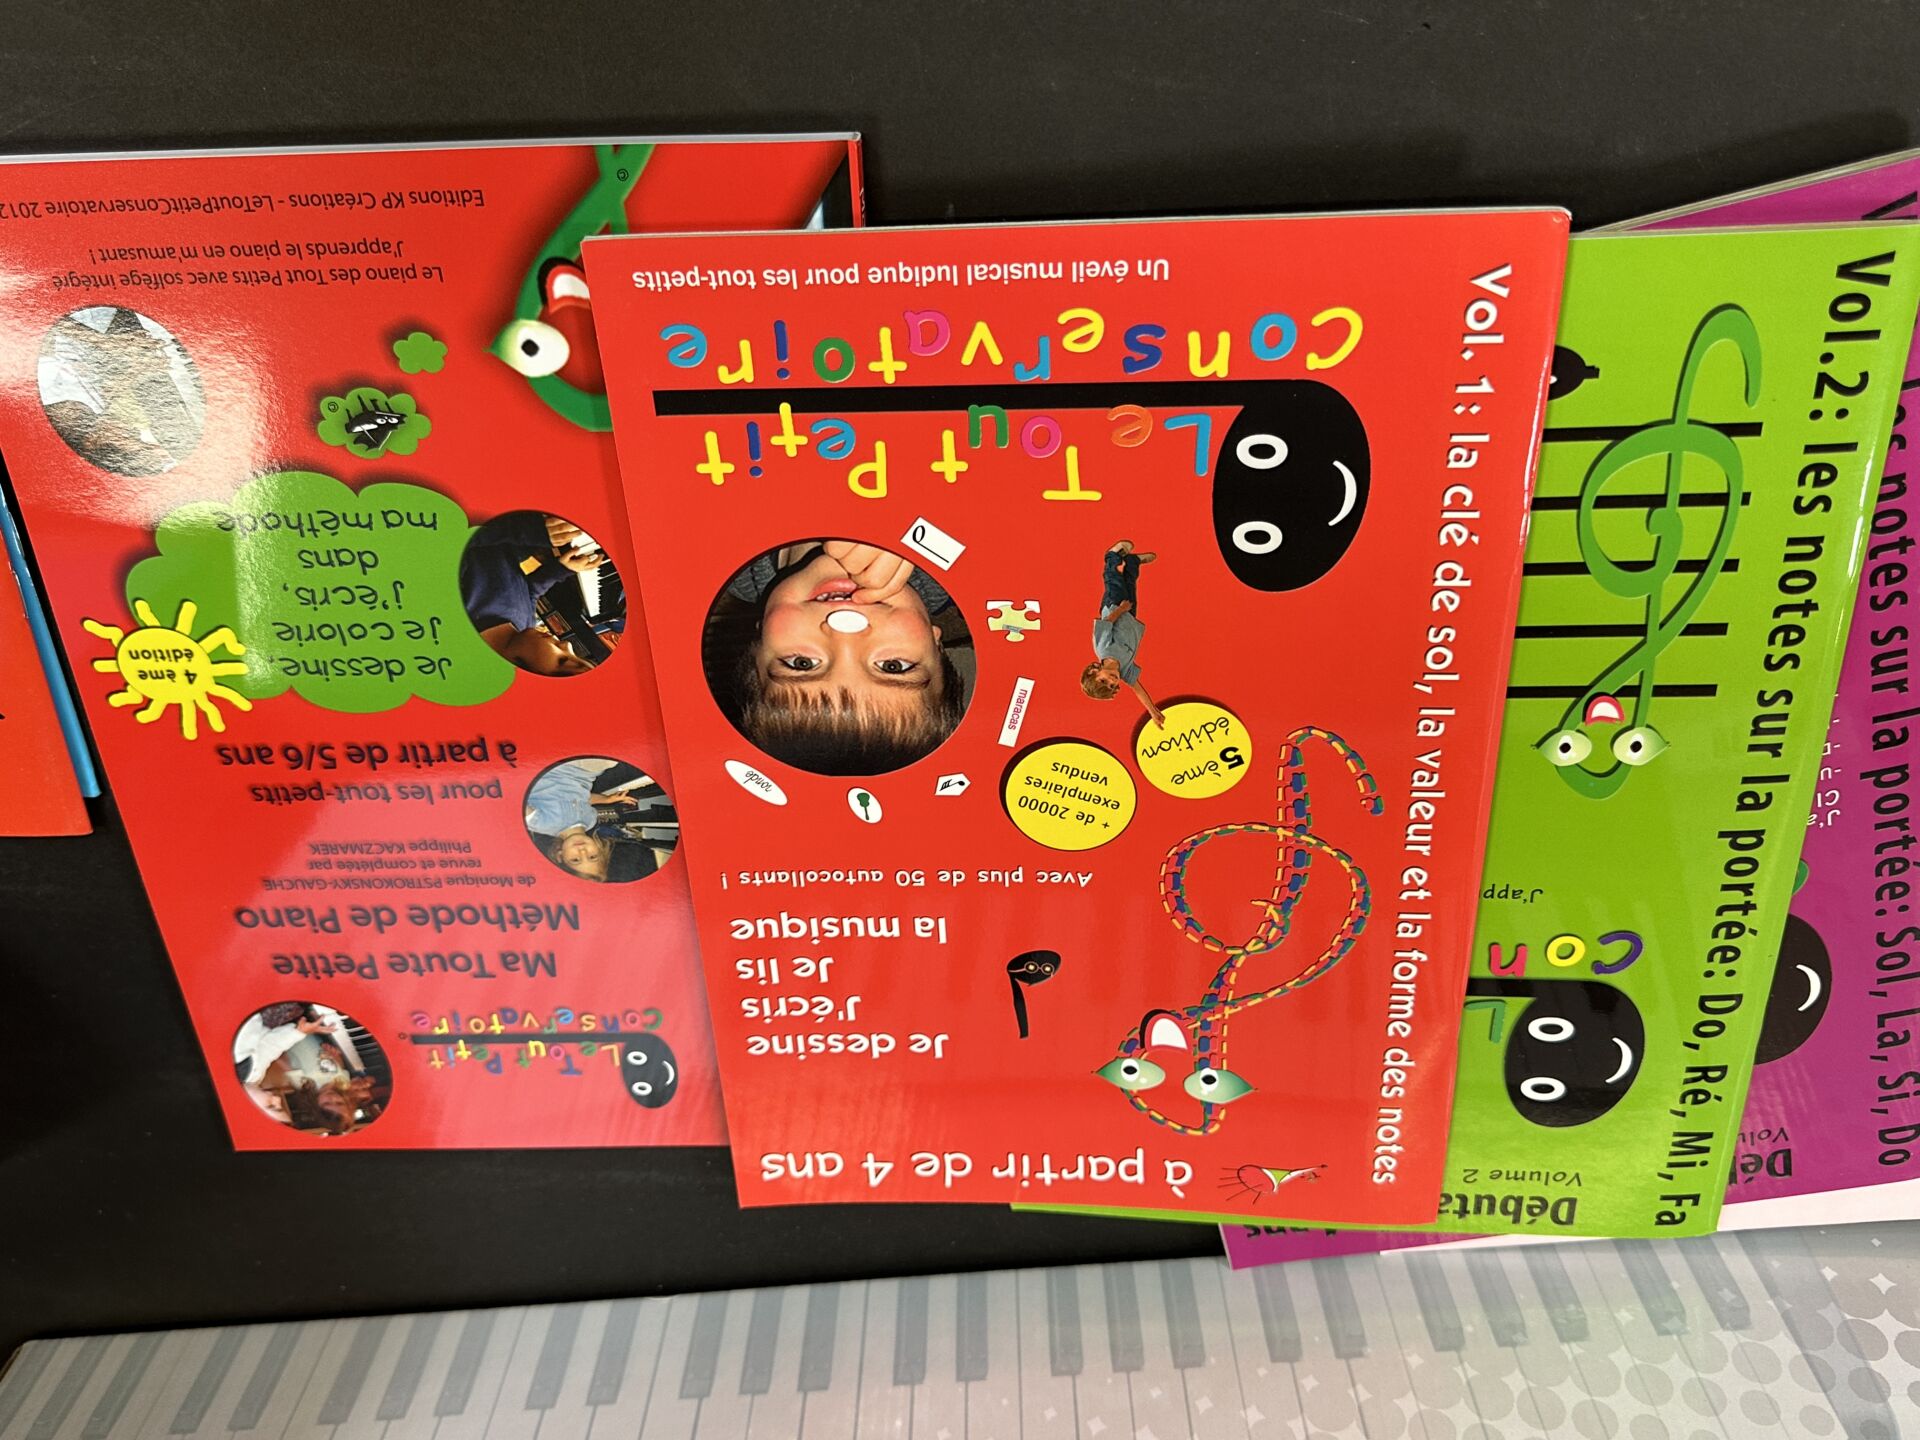 à partir de 4 ans
Je dessine
J'écris
Je lis
la musique
Avec plus de 50 autocollants !
+ de 20000
exemplaires
vendus
5 ème
édition
ronde
maracas
Le Tout Petit
Conservatoire
Un éveil musical ludique pour les tout-petits
Vol. 1 : la clé de sol, la valeur et la forme des notes
Le Tout Petit
Conservatoire
Ma Toute Petite
Méthode de Piano
de Monique PSTROKONSKY-GAUCHE
revue et complétée par
Philippe KACZMAREK
pour les tout-petits
à partir de 5/6 ans
4 ème
édition
Je dessine,
je colorie
j'écris,
dans
ma méthode
Le piano des Tout Petits avec solfège intégré
J'apprends le piano en m'amusant !
Editions KP Créations - LeToutPetitConservatoire 2012
©
©
Volume 2
Vol.2: les notes sur la portée: Do, Ré, Mi, Fa
notes sur la portée: Sol, La, Si, Do
ans